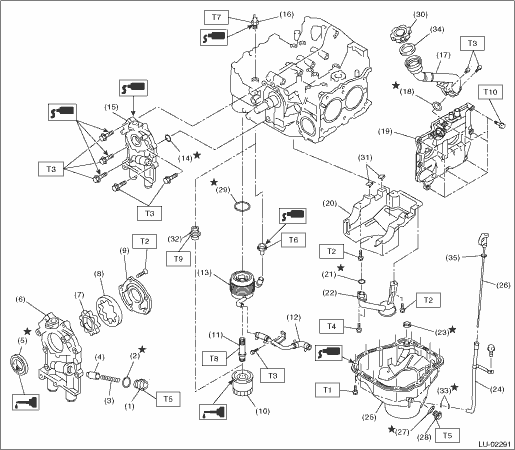 T7
(16)
(30)
(34)
T3
(17)
(15)
★
(18)
T10
(19)
★
(14)
T3
T3
(31)
★
(29)
(20)
T6
(32)
T9
T2
(35)
T2
(9)
(8)
(13)
★
(21)
(26)
(7)
(22)
T2
(6)
(12)
T4
(23)
★
★
(11)
★
(5)
(4)
(2)
T8
(3)
T3
T1
(33)
★
(24)
(1)
T5
(10)
(25)
★
(27)
(28)
T5
LU-02291